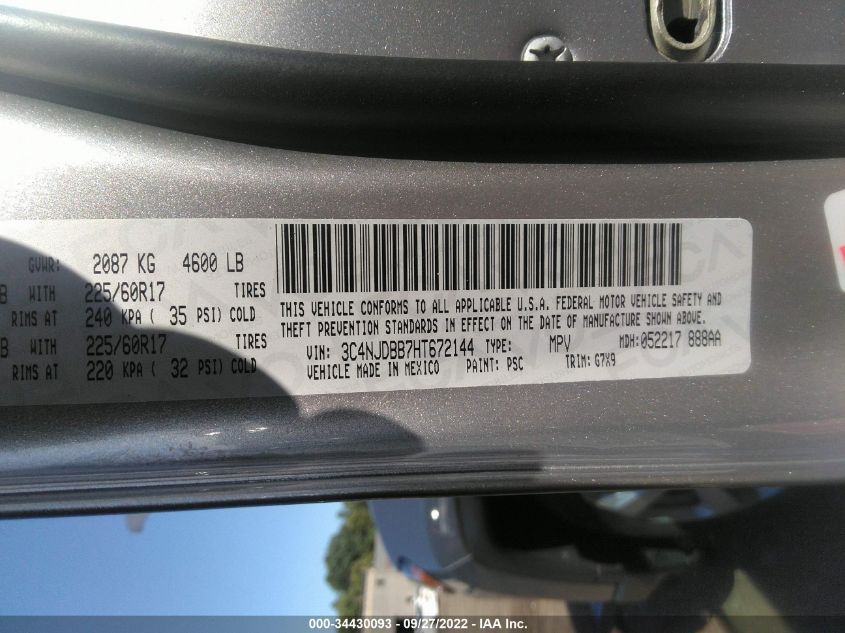 GVWR: 2087 KG 4600 LB
B WITH 225/60R17 TIRES
RIMS AT 240 KPA ( 35 PSI) COLD
B WITH 225/60R17 TIRES
RIMS AT 220 KPA ( 32 PSI) COLD
THIS VEHICLE CONFORMS TO ALL APPLICABLE U.S.A. FEDERAL MOTOR VEHICLE SAFETY AND
THEFT PREVENTION STANDARDS IN EFFECT ON THE DATE OF MANUFACTURE SHOWN ABOVE.
VIN: 3C4NJDBB7HT672144 TYPE: MPV MDH:052217 888AA
VEHICLE MADE IN MEXICO PAINT: PSC TRIM: G7X9
000-34430093 - 09/27/2022 - IAA Inc.